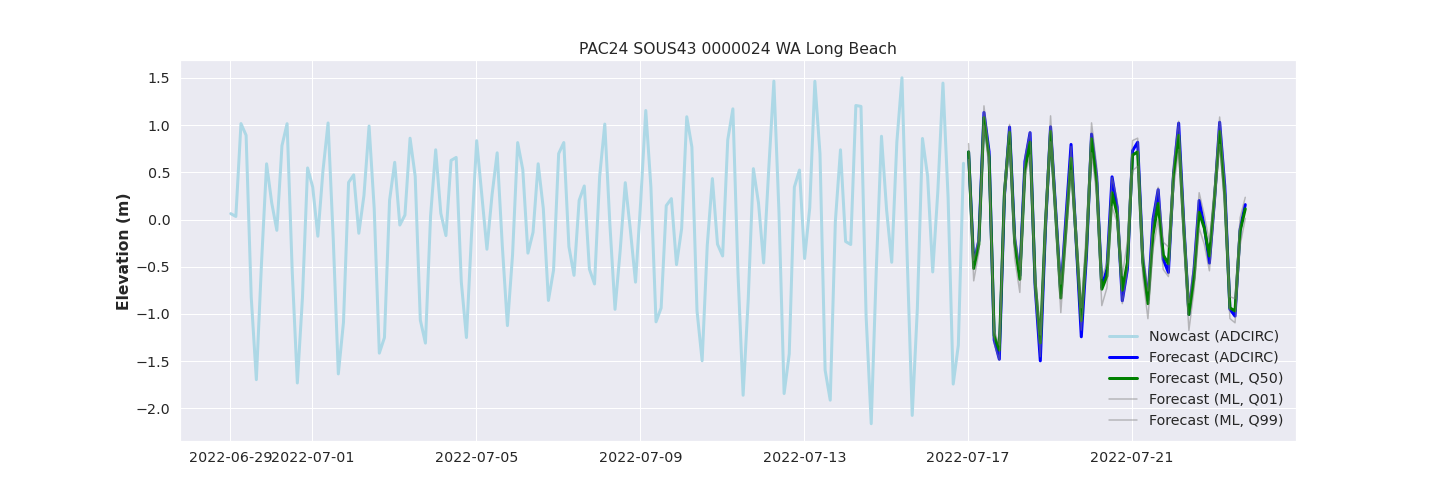 PAC24 SOUS43 0000024 WA Long Beach
Elevation (m)
1.5
1.0
0.5
0.0
−0.5
−1.0
−1.5
−2.0
Nowcast (ADCIRC)
Forecast (ADCIRC)
Forecast (ML, Q50)
Forecast (ML, Q01)
Forecast (ML, Q99)
2022-06-29 2022-07-01 2022-07-05 2022-07-09 2022-07-13 2022-07-17 2022-07-21